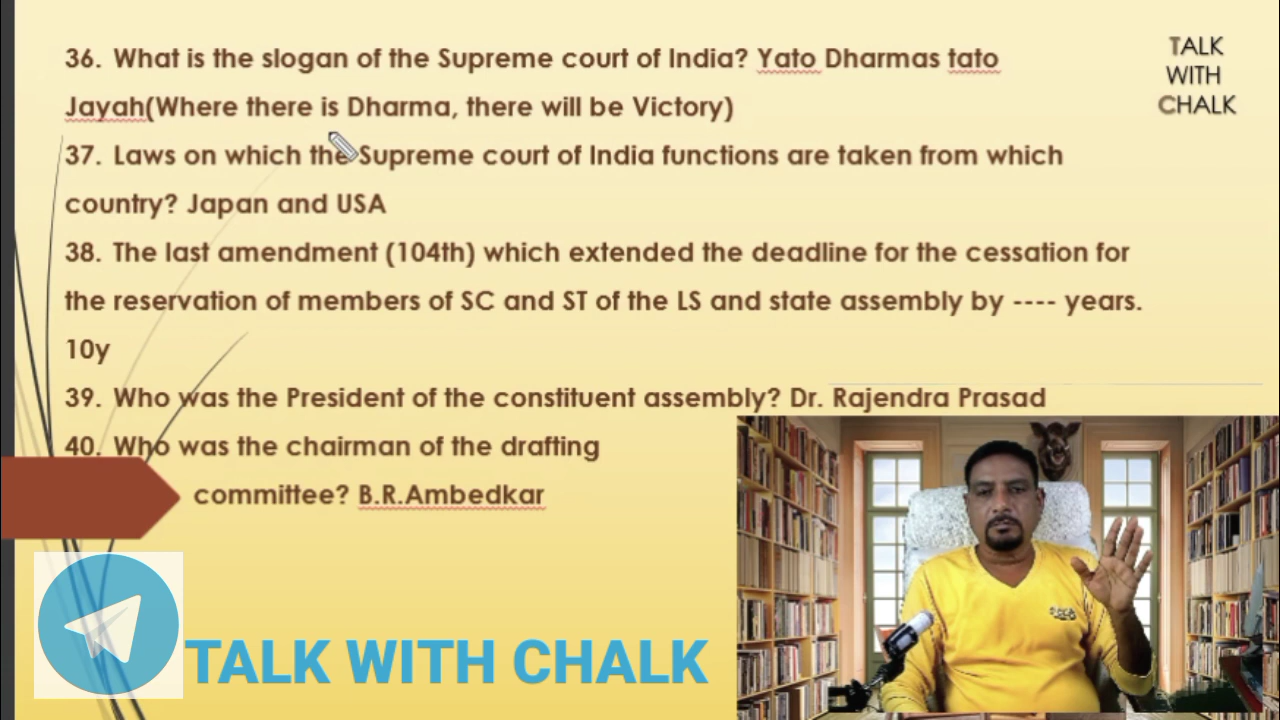 36. What is the slogan of the Supreme court of India? Yato Dharmas tato
Jayah(Where there is Dharma, there will be Victory)
37. Laws on which the Supreme court of India functions are taken from which
country? Japan and USA
38. The last amendment (104th) which extended the deadline for the cessation for
the reservation of members of SC and ST of the LS and state assembly by ---- years.
10y
39. Who was the President of the constituent assembly? Dr. Rajendra Prasad
40. Who was the chairman of the drafting
committee? B.R.Ambedkar
TALK
WITH
CHALK
TALK WITH CHALK